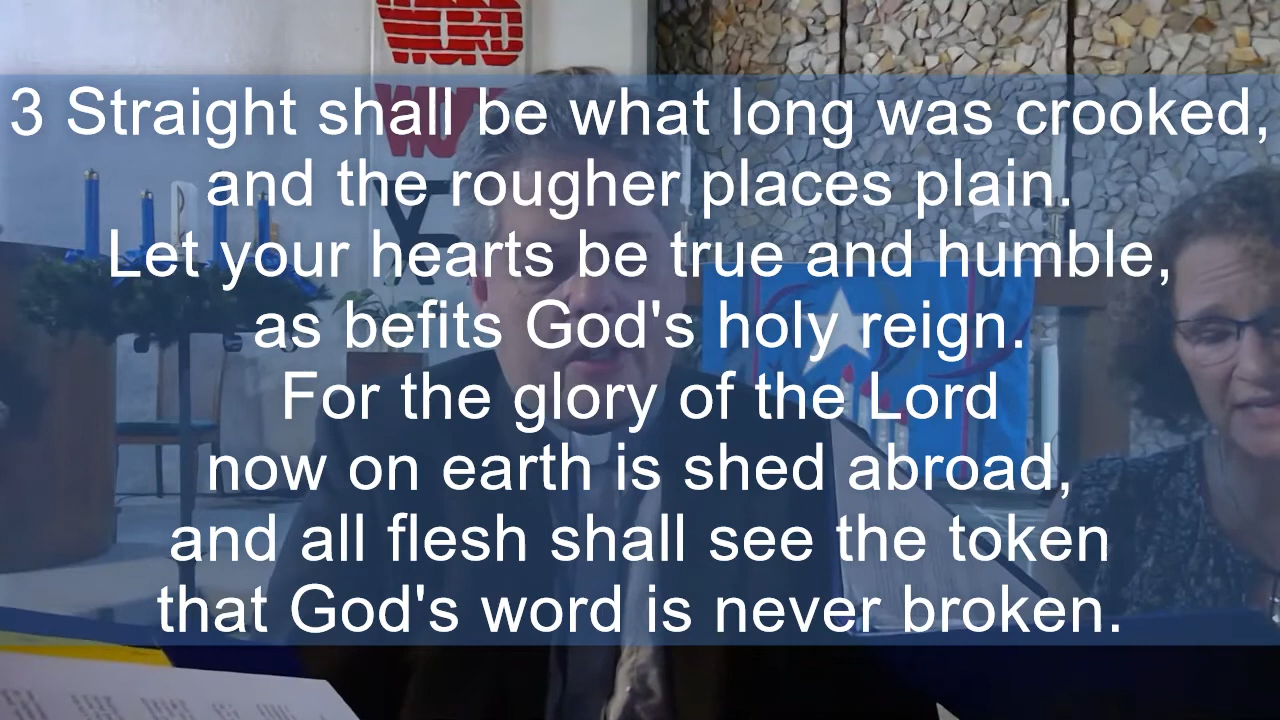 WORD
WORD
3 Straight shall be what long was crooked,
and the rougher places plain.
Let your hearts be true and humble,
as befits God's holy reign.
For the glory of the Lord
now on earth is shed abroad,
and all flesh shall see the token
that God's word is never broken.